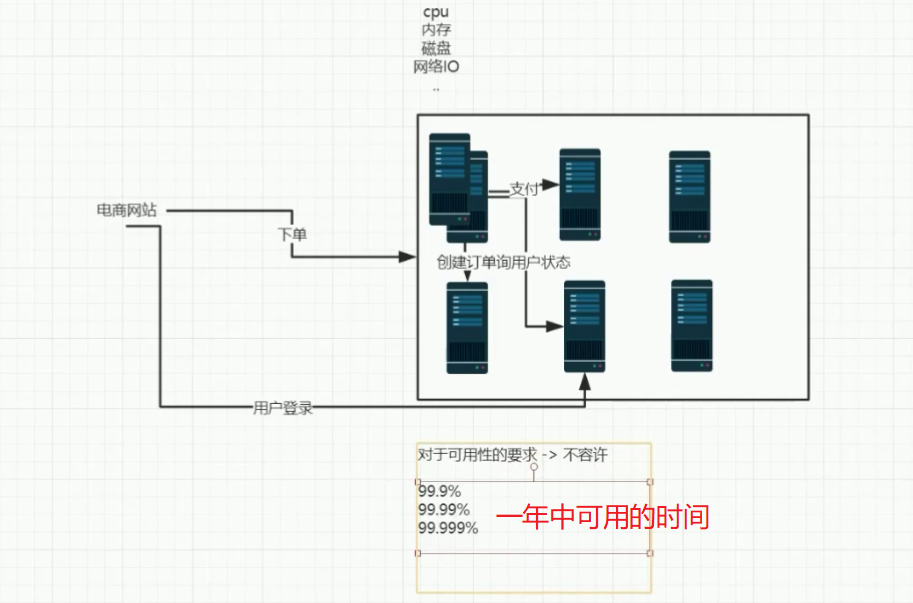 cpu
内存
磁盘
网络IO
..
电商网站
下单
支付
创建订单询用户状态
用户登录
对于可用性的要求 -> 不容许
99.9%
99.99%
99.999%
一年中可用的时间